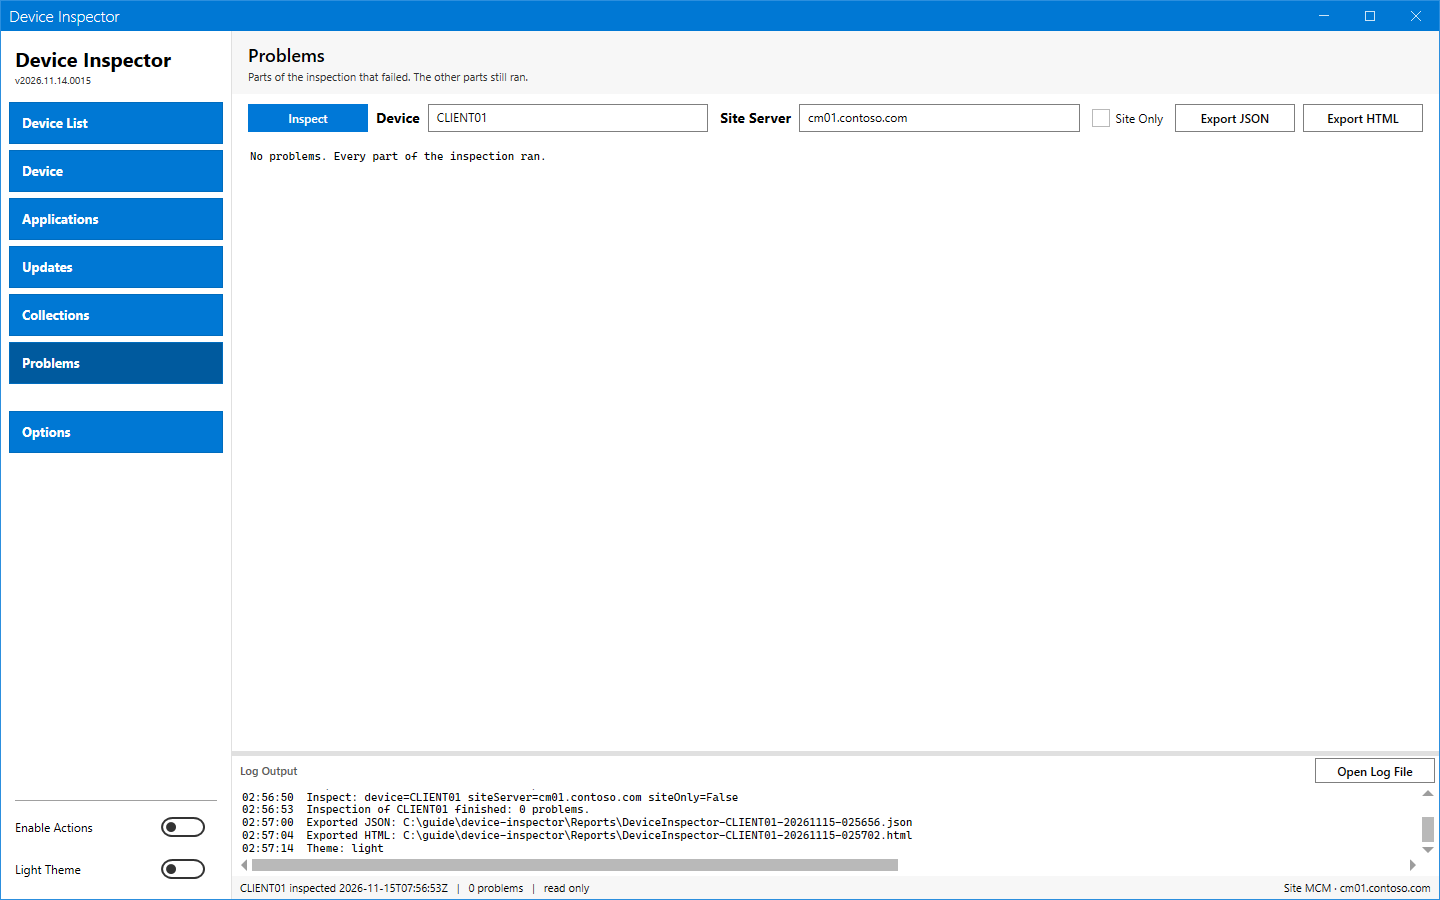 Device Inspector
Device Inspector
v2026.11.14.0015
Device List
Device
Applications
Updates
Collections
Problems
Options
Enable Actions
Light Theme
Problems
Parts of the inspection that failed. The other parts still ran.
Inspect Device CLIENT01 Site Server cm01.contoso.com Site Only Export JSON Export HTML
No problems. Every part of the inspection ran.
Log Output Open Log File
02:56:50 Inspect: device=CLIENT01 siteServer=cm01.contoso.com siteOnly=False
02:56:53 Inspection of CLIENT01 finished: 0 problems.
02:57:00 Exported JSON: C:\guide\device-inspector\Reports\DeviceInspector-CLIENT01-20261115-025656.json
02:57:04 Exported HTML: C:\guide\device-inspector\Reports\DeviceInspector-CLIENT01-20261115-025702.html
02:57:14 Theme: light
CLIENT01 inspected 2026-11-15T07:56:53Z | 0 problems | read only Site MCM · cm01.contoso.com